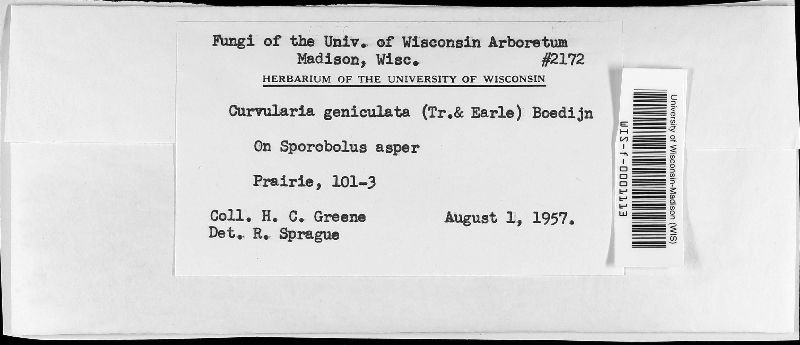 Fungi of the Univ. of Wisconsin Arboretum
Madison, Wisc. #2172
HERBARIUM OF THE UNIVERSITY OF WISCONSIN
Curvularia geniculata (Tr.& Earle) Boedijn
On Sporobolus asper
Prairie, 101-3
Coll. H. C. Greene August 1, 1957.
Det. R. Sprague
University of Wisconsin-Madison (WIS)
WIS-f-0001113